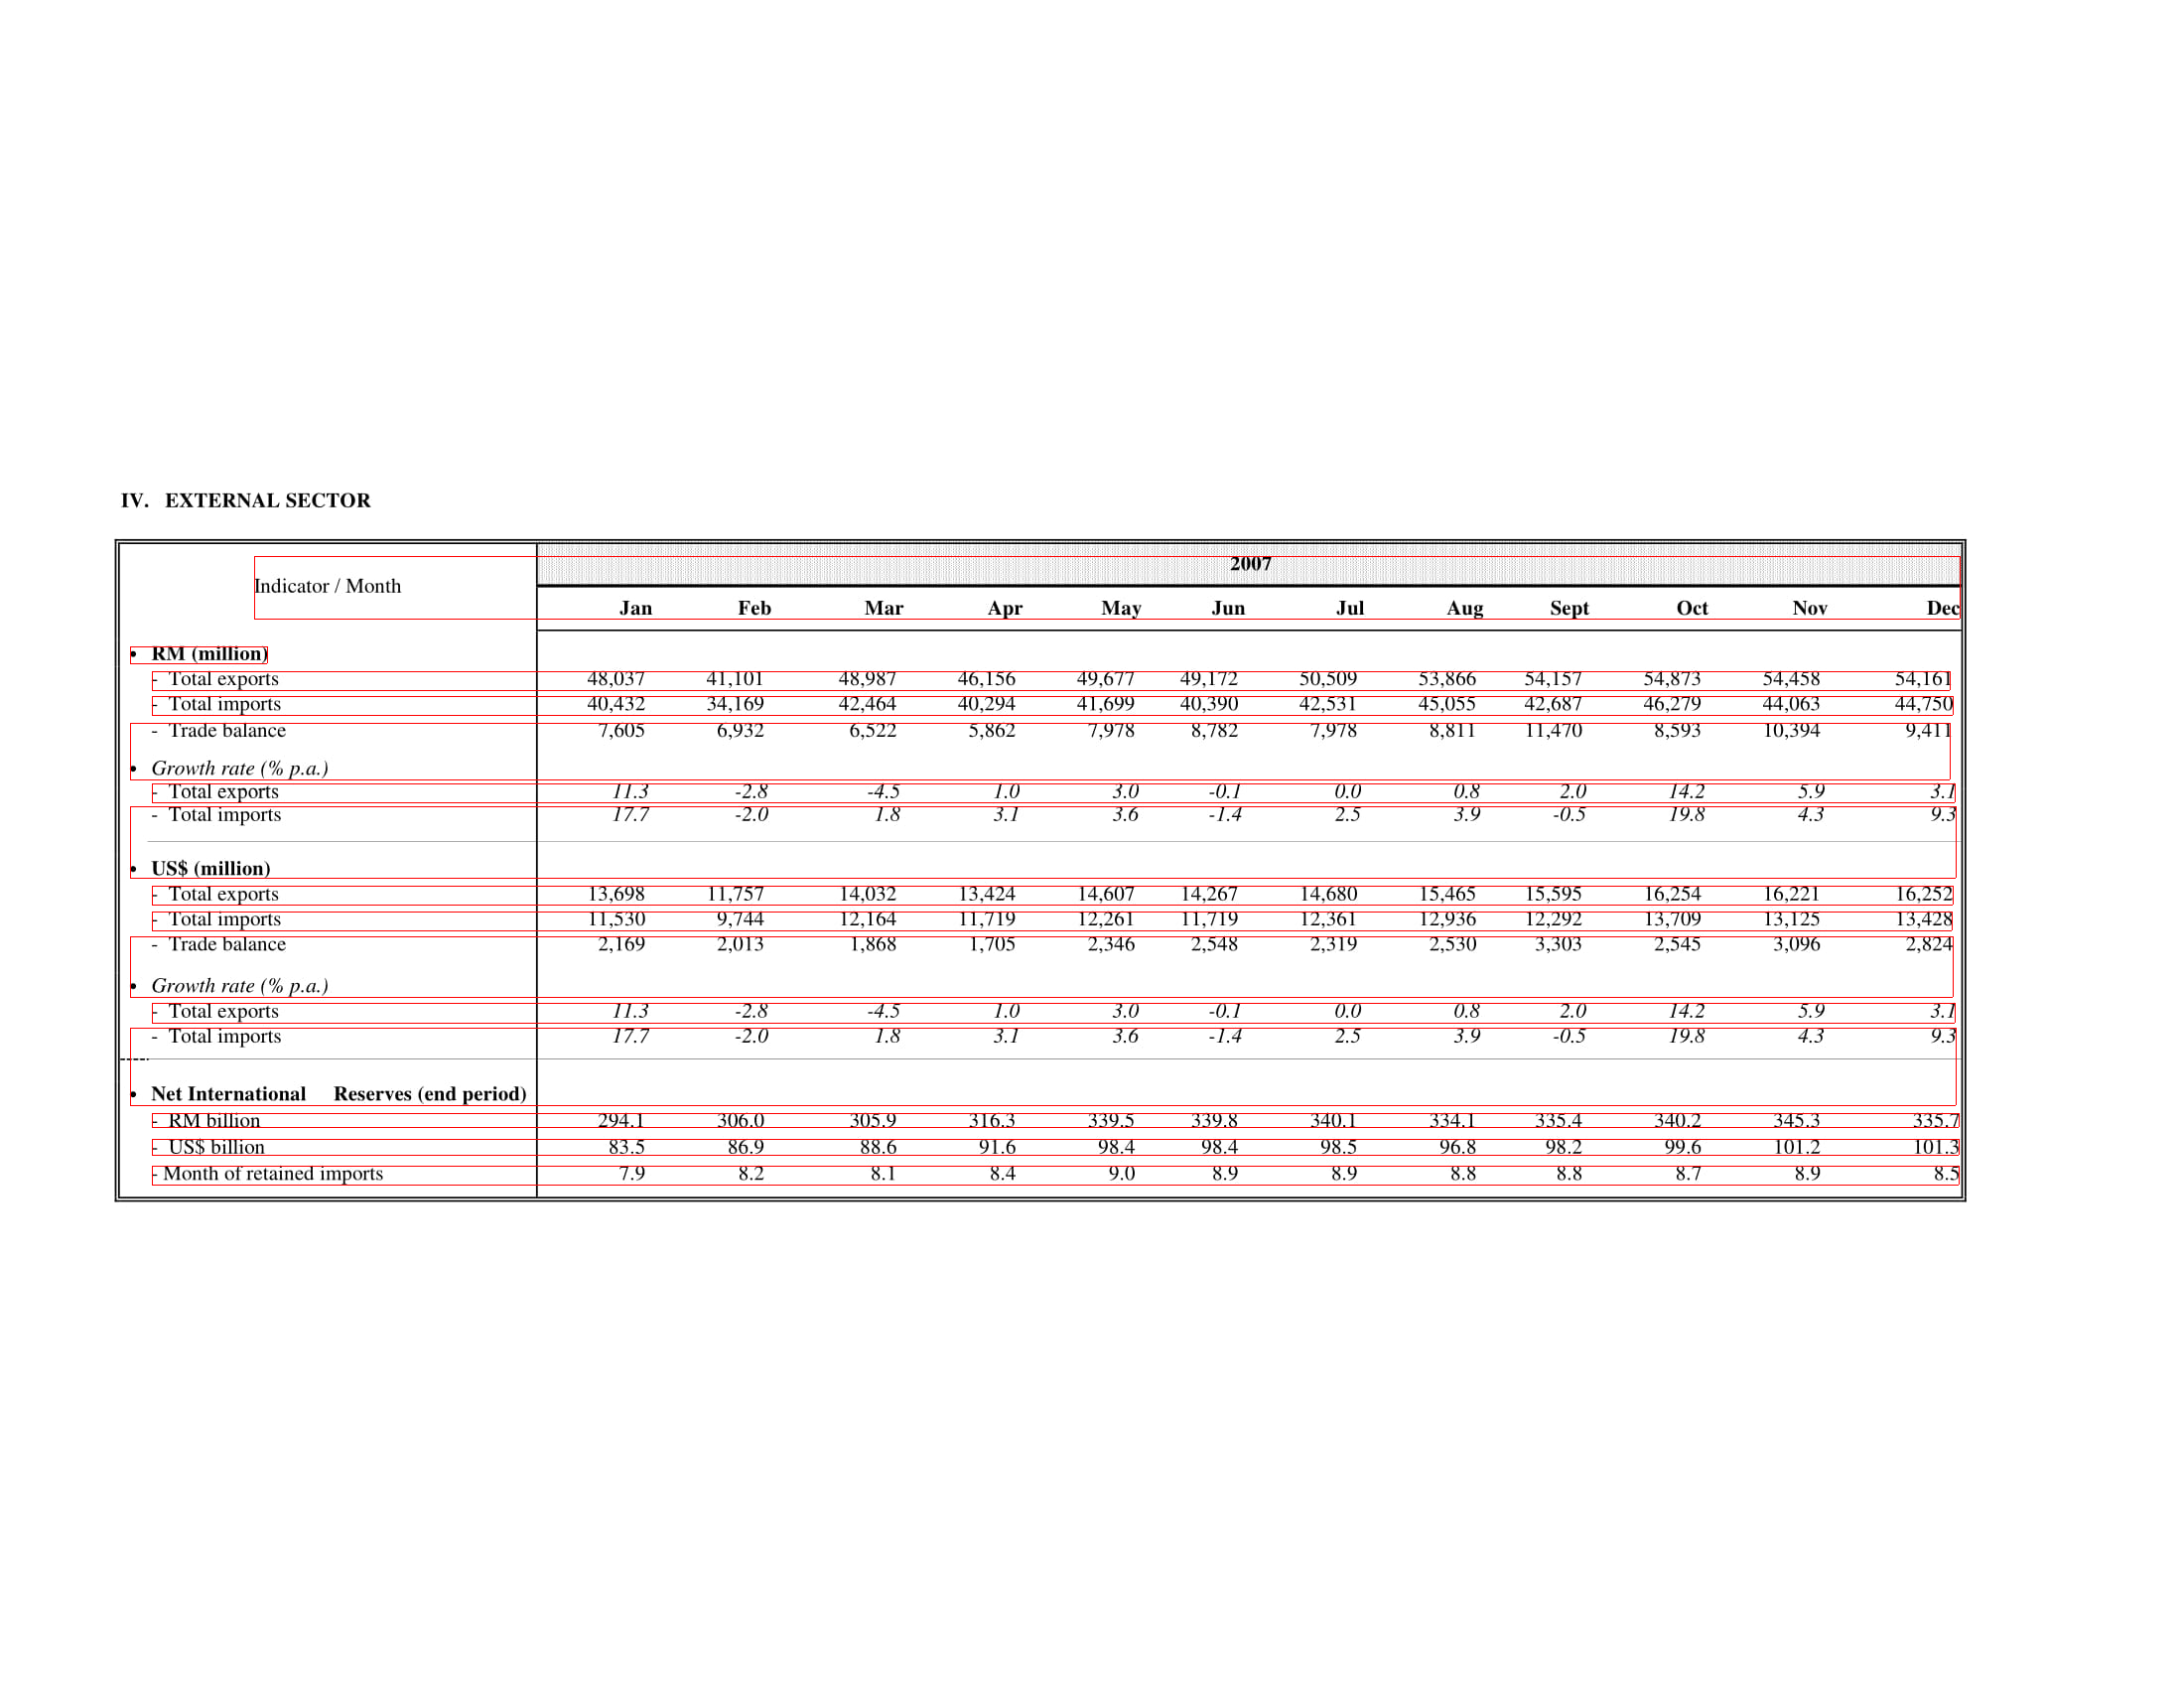 IV. EXTERNAL SECTOR
Indicator / Month 2007
Jan Feb Mar Apr May Jun Jul Aug Sept Oct Nov Dec
• RM (million)
- Total exports 48,037 41,101 48,987 46,156 49,677 49,172 50,509 53,866 54,157 54,873 54,458 54,161
- Total imports 40,432 34,169 42,464 40,294 41,699 40,390 42,531 45,055 42,687 46,279 44,063 44,750
- Trade balance 7,605 6,932 6,522 5,862 7,978 8,782 7,978 8,811 11,470 8,593 10,394 9,411
• Growth rate (% p.a.)
- Total exports 11.3 -2.8 -4.5 1.0 3.0 -0.1 0.0 0.8 2.0 14.2 5.9 3.1
- Total imports 17.7 -2.0 1.8 3.1 3.6 -1.4 2.5 3.9 -0.5 19.8 4.3 9.3
• US$ (million)
- Total exports 13,698 11,757 14,032 13,424 14,607 14,267 14,680 15,465 15,595 16,254 16,221 16,252
- Total imports 11,530 9,744 12,164 11,719 12,261 11,719 12,361 12,936 12,292 13,709 13,125 13,428
- Trade balance 2,169 2,013 1,868 1,705 2,346 2,548 2,319 2,530 3,303 2,545 3,096 2,824
• Growth rate (% p.a.)
- Total exports 11.3 -2.8 -4.5 1.0 3.0 -0.1 0.0 0.8 2.0 14.2 5.9 3.1
- Total imports 17.7 -2.0 1.8 3.1 3.6 -1.4 2.5 3.9 -0.5 19.8 4.3 9.3
• Net International Reserves (end period)
- RM billion 294.1 306.0 305.9 316.3 339.5 339.8 340.1 334.1 335.4 340.2 345.3 335.7
- US$ billion 83.5 86.9 88.6 91.6 98.4 98.4 98.5 96.8 98.2 99.6 101.2 101.3
- Month of retained imports 7.9 8.2 8.1 8.4 9.0 8.9 8.9 8.8 8.8 8.7 8.9 8.5